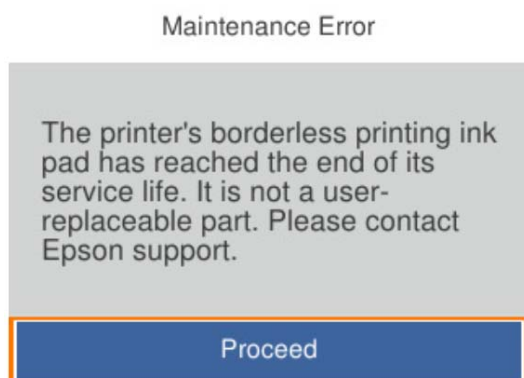 Maintenance Error
The printer's borderless printing ink
pad has reached the end of its
service life. It is not a user-
replaceable part. Please contact
Epson support.
Proceed